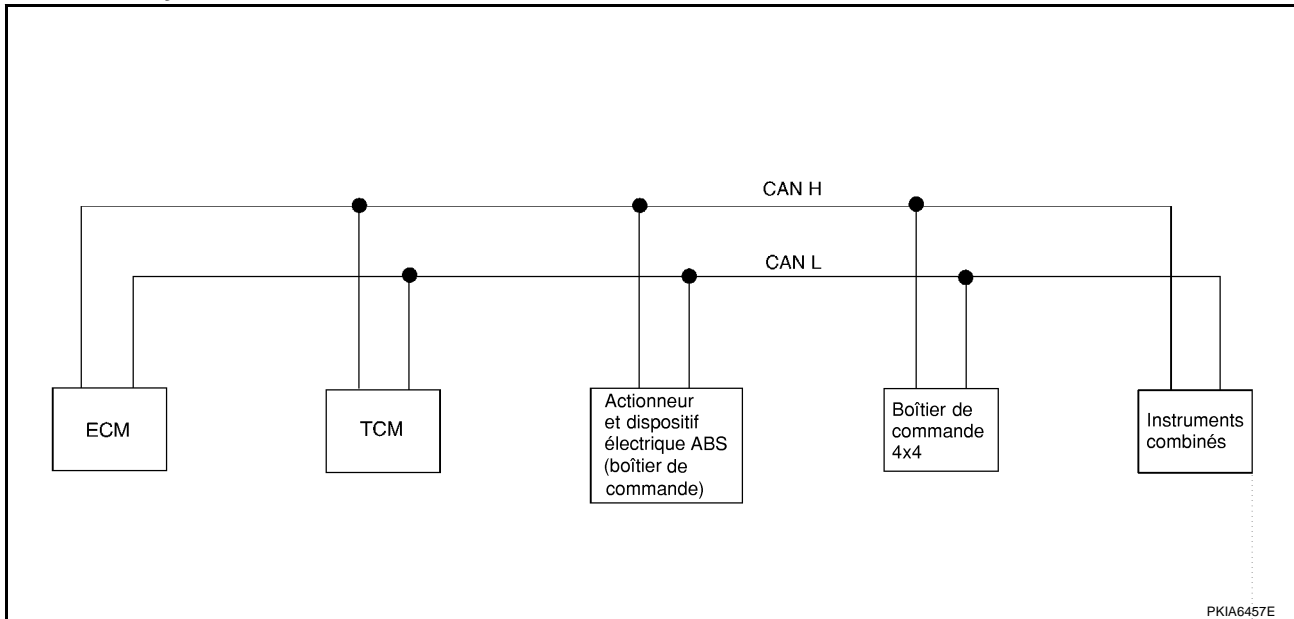 CAN H
CAN L
ECM
TCM
Actionneur
et dispositif
électrique ABS
(boîtier de
commande)
Boîtier de
commande
4x4
Instruments
combinés
PKIA6457E